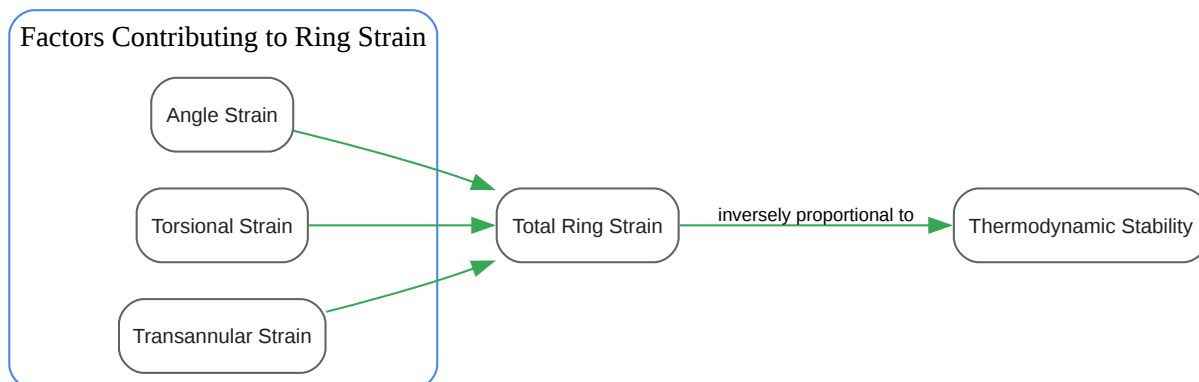 Factors Contributing to Ring Strain
Angle Strain
Torsional Strain
Transannular Strain
Total Ring Strain
inversely proportional to
Thermodynamic Stability